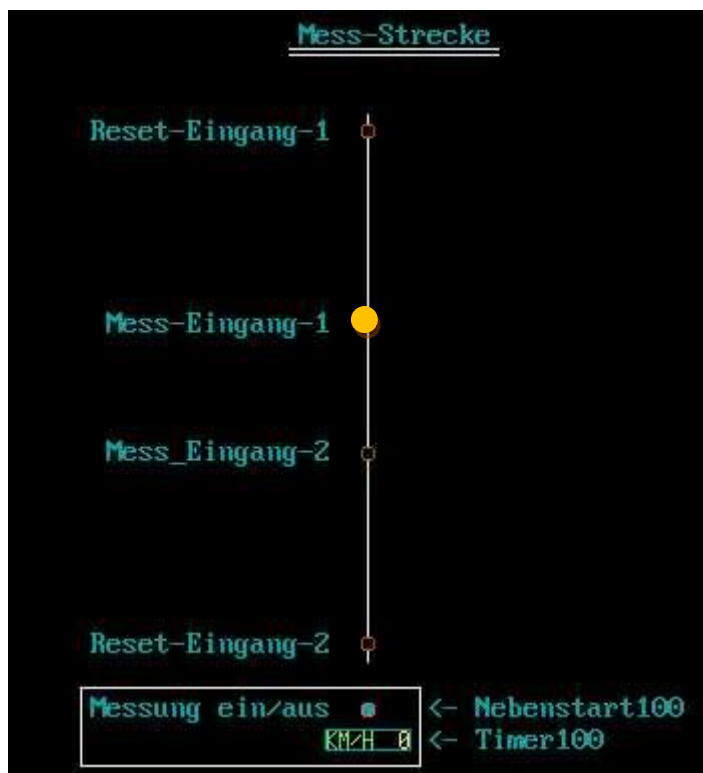 Mess-Strecke
Reset-Eingang-1
Mess-Eingang-1
Mess_Eingang-2
Reset-Eingang-2
Messung ein/aus <- Nebenstart100
KM/H 0 <- Timer100